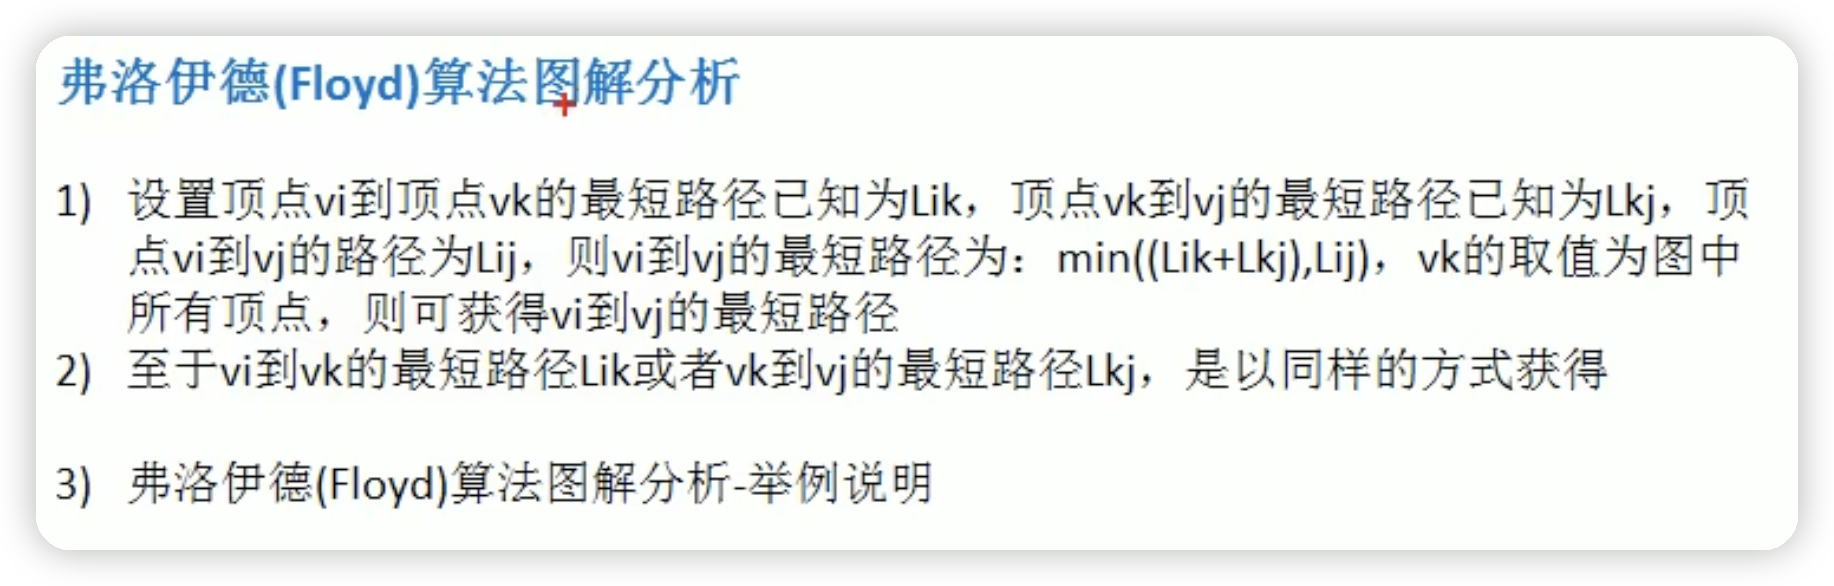 弗洛伊德(Floyd)算法图解分析
1) 设置顶点vi到顶点vk的最短路径已知为Lik，顶点vk到vj的最短路径已知为Lkj，顶
点vi到vj的路径为Lij，则vi到vj的最短路径为：min((Lik+Lkj),Lij)，vk的取值为图中
所有顶点，则可获得vi到vj的最短路径
2) 至于vi到vk的最短路径Lik或者vk到vj的最短路径Lkj，是以同样的方式获得
3) 弗洛伊德(Floyd)算法图解分析-举例说明